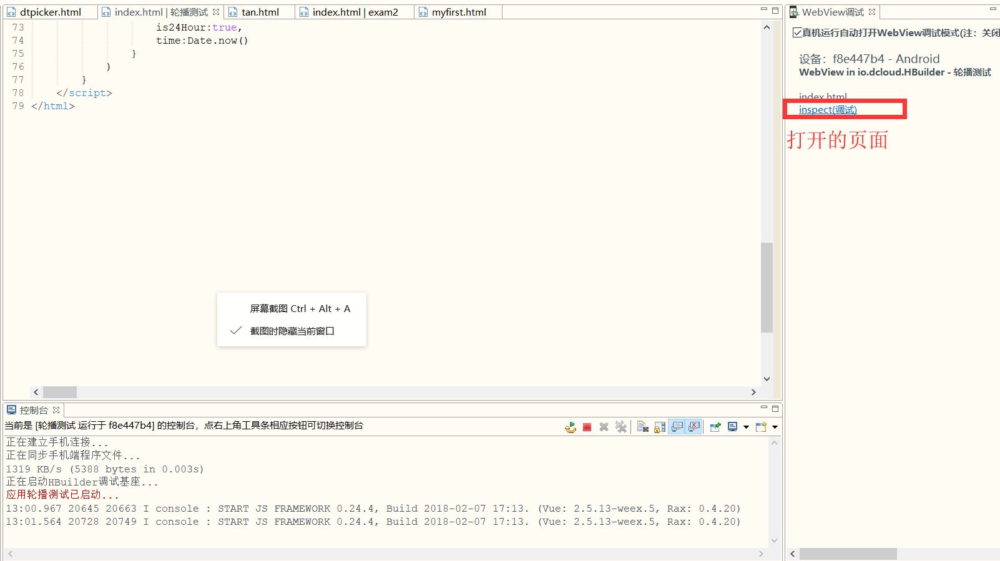 dtpicker.html
index.html | 轮播测试
tan.html
index.html | exam2
myfirst.html
73 is24Hour:true,
74 time:Date.now()
75 }
76 )
77 }
78 </script>
79 </html>
屏幕截图 Ctrl + Alt + A
截图时隐藏当前窗口
WebView调试
真机运行自动打开WebView调试模式(注：关闭
设备：f8e447b4 - Android
WebView in io.dcloud.HBuilder - 轮播测试
index.html
inspect(调试)
打开的页面
控制台
当前是 [轮播测试 运行于 f8e447b4] 的控制台，点右上角工具条相应按钮可切换控制台
正在建立手机连接...
正在同步手机端程序文件...
1319 KB/s (5388 bytes in 0.003s)
正在启动HBuilder调试基座...
应用轮播测试已启动...
13:00.967 20645 20663 I console : START JS FRAMEWORK 0.24.4, Build 2018-02-07 17:13. (Vue: 2.5.13-weex.5, Rax: 0.4.20)
13:01.564 20728 20749 I console : START JS FRAMEWORK 0.24.4, Build 2018-02-07 17:13. (Vue: 2.5.13-weex.5, Rax: 0.4.20)